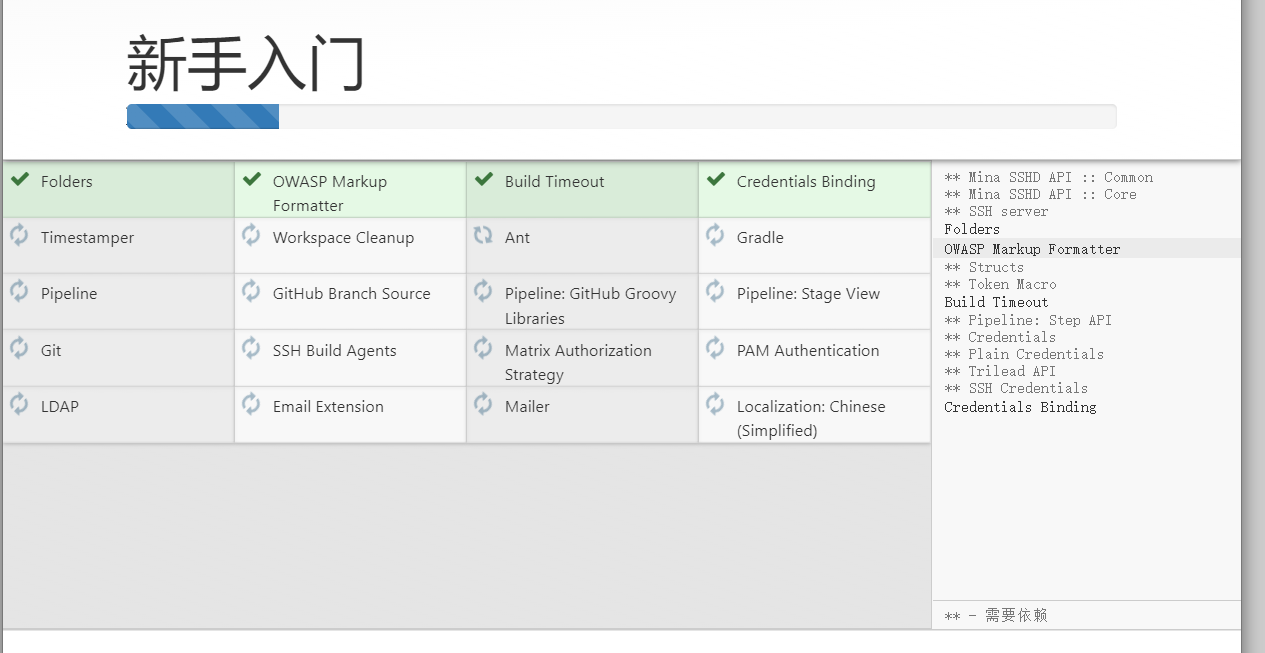 新手入门
Folders
OWASP Markup
Formatter
Build Timeout
Credentials Binding
Timestamper
Workspace Cleanup
Ant
Gradle
Pipeline
GitHub Branch Source
Pipeline: GitHub Groovy
Libraries
Pipeline: Stage View
Git
SSH Build Agents
Matrix Authorization
Strategy
PAM Authentication
LDAP
Email Extension
Mailer
Localization: Chinese
(Simplified)
** Mina SSHD API :: Common
** Mina SSHD API :: Core
** SSH server
Folders
OWASP Markup Formatter
** Structs
** Token Macro
Build Timeout
** Pipeline: Step API
** Credentials
** Plain Credentials
** Trilead API
** SSH Credentials
Credentials Binding
** - 需要依赖